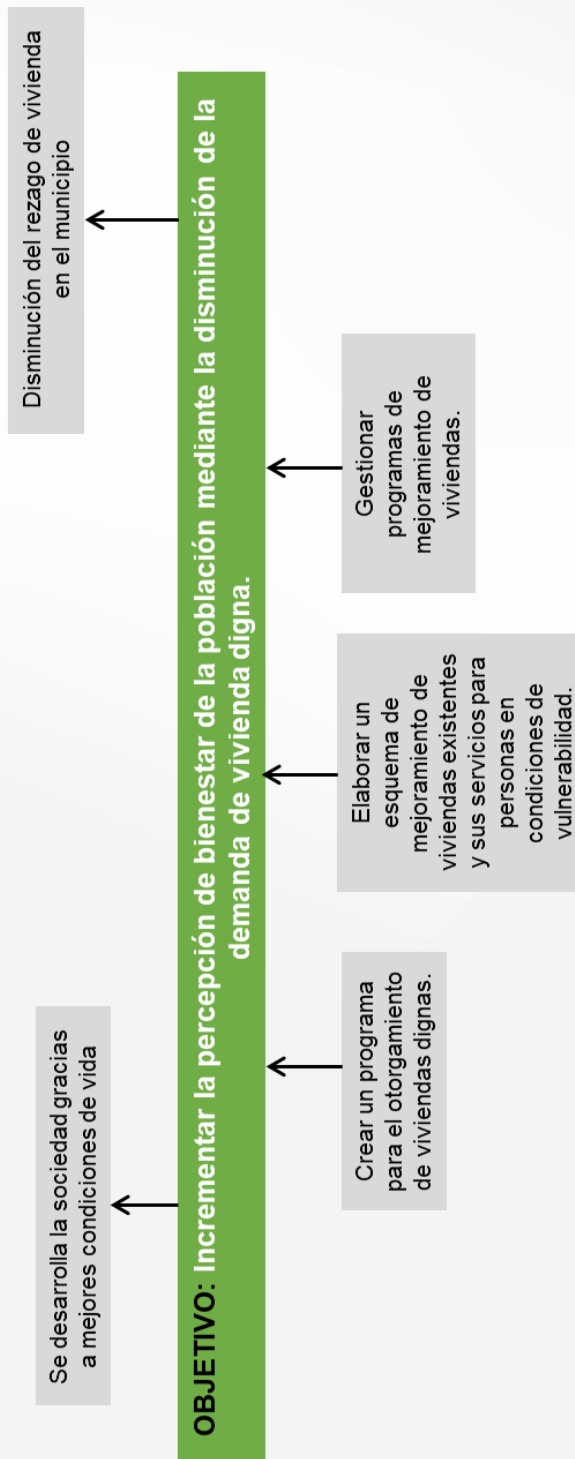 Se desarrolla la sociedad gracias
a mejores condiciones de vida
Disminución del rezago de vivienda
en el municipio
OBJETIVO: Incrementar la percepción de bienestar de la población mediante la disminución de la
demanda de vivienda digna.
Crear un programa
para el otorgamiento
de viviendas dignas.
Elaborar un
esquema de
mejoramiento de
viviendas existentes
y sus servicios para
personas en
condiciones de
vulnerabilidad.
Gestionar
programas de
mejoramiento de
viviendas.